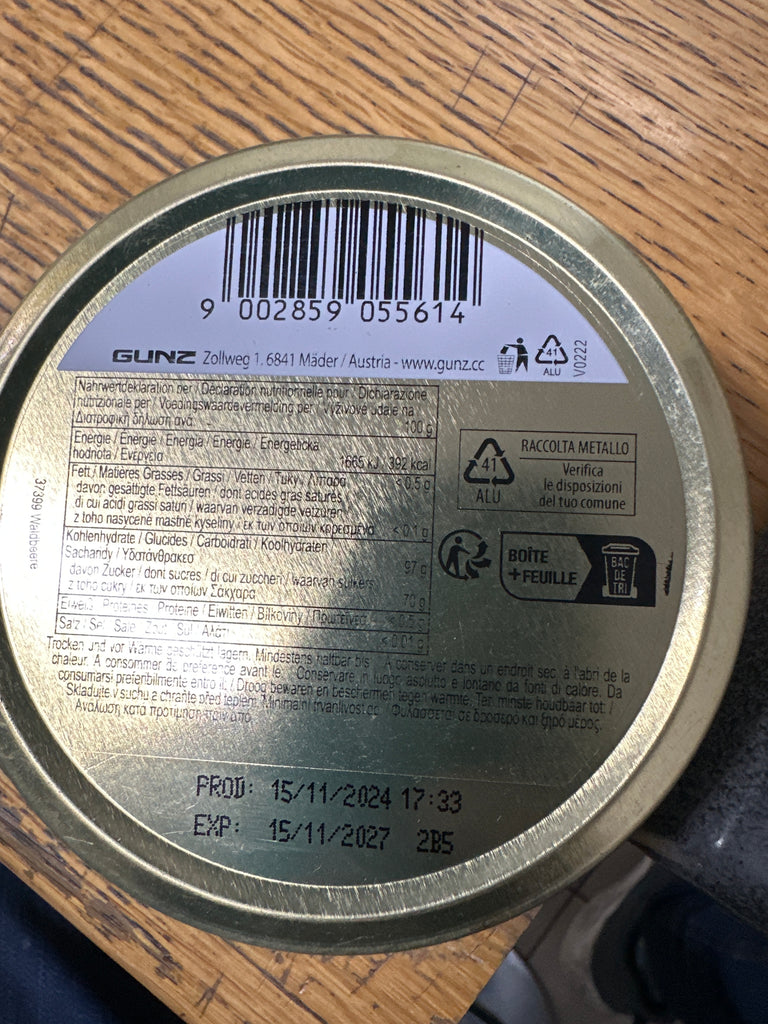 9 002859 055614
GUNZ Zollweg 1, 6841 Mäder / Austria - www.gunz.cc
41
ALU
V0222
Nahrwertdeklaration per / Déclaration nutritionnelle pour / Dichiarazione
nutrizionale per / Voedingswaardevermelding per / Výživové údaje na /
Διατροφική δήλωση ανά: 100 g
Energie / Énergie / Energia / Energie / Energetická
hodnota / Ενέργεια 1665 kJ / 392 kcal
Fett / Matières Grasses / Grassi / Vetten / Tuky / Λιπαρά < 0,5 g
davon gesättigte Fettsäuren / dont acides gras saturés /
di cui acidi grassi saturi / waarvan verzadigde vetzuren /
z toho nasycené mastné kyseliny / εκ των οποίων κορεσμένα < 0,1 g
Kohlenhydrate / Glucides / Carboidrati / Koolhydraten
Sacharidy / Υδατάνθρακες 97 g
davon Zucker / dont sucres / di cui zuccheri / waarvan suikers
z toho cukry / εκ των οποίων Σάκχαρα 70 g
Eiweiß / Protéines / Proteine / Eiwitten / Bílkoviny / Πρωτεΐνες < 0,5 g
Salz / Sel / Sale / Zout / Sůl / Αλάτι < 0,01 g
Trocken und vor Wärme geschützt lagern. Mindestens haltbar bis / À conserver dans un endroit sec, à l'abri de la
chaleur. A consommer de préférence avant le: / Conservare in luogo asciutto e lontano da fonti di calore. Da
consumarsi preferibilmente entro il: / Droog bewaren en beschermen tegen warmte. Ten minste houdbaar tot: /
Skladujte v suchu a chraňte před teplem. Minimální trvanlivost do: / Φυλάσσεται σε δροσερό και ξηρό μέρος.
Ανάλωση κατά προτίμηση πριν από:
41
ALU
RACCOLTA METALLO
Verifica
le disposizioni
del tuo comune
BOÎTE
+ FEUILLE
BAC
DE
TRI
37399 Waldbeere
PROD: 15/11/2024 17:33
EXP: 15/11/2027 2B5